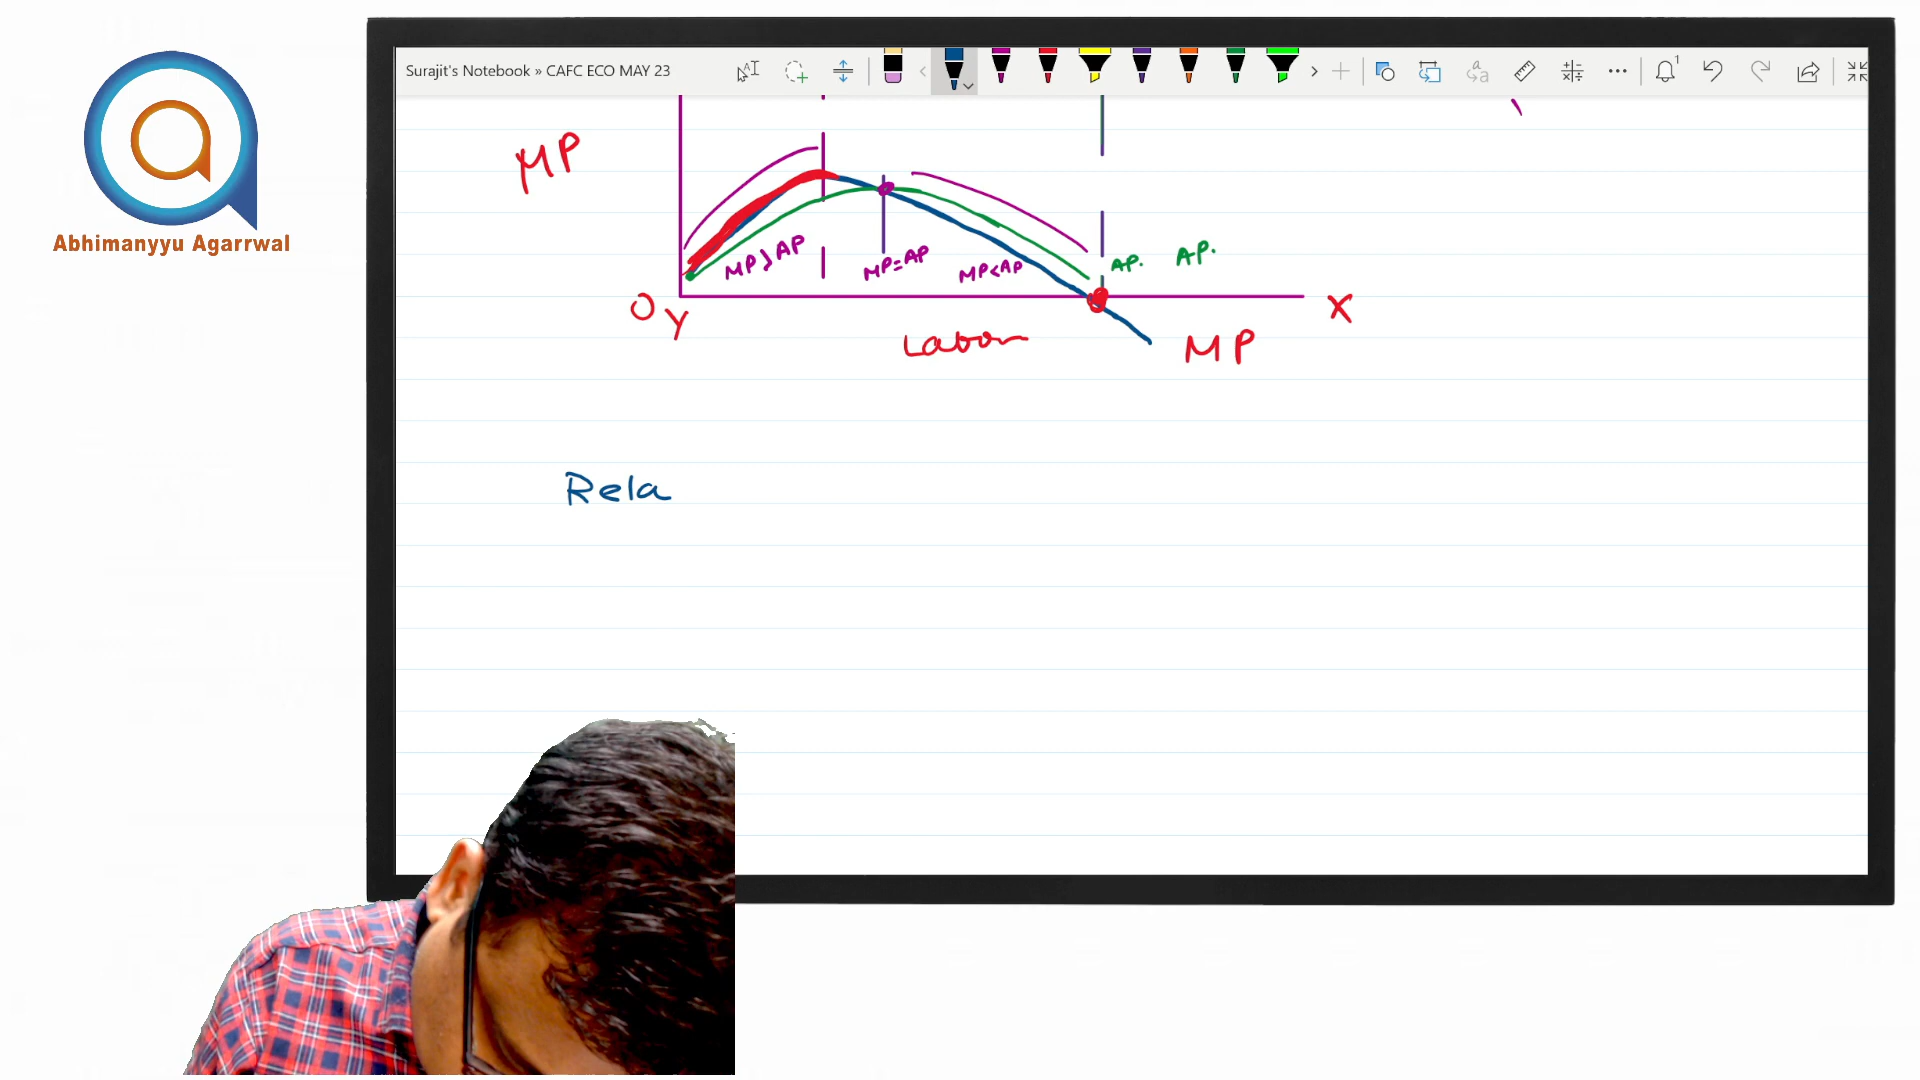 Surajit's Notebook » CAFC ECO MAY 23
Abhimanyyu Agarrwal
MP
MP>AP
MP=AP
MP<AP
AP.
AP.
O
Y
X
Labour
MP
Rela